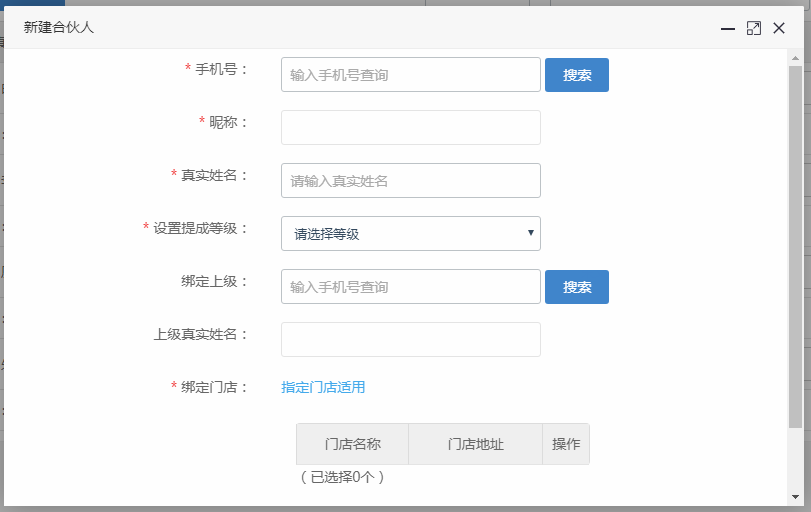 新建合伙人
* 手机号：
输入手机号查询
搜索
* 昵称：
* 真实姓名：
请输入真实姓名
* 设置提成等级：
请选择等级
绑定上级：
输入手机号查询
搜索
上级真实姓名：
* 绑定门店：
指定门店适用
门店名称 门店地址 操作
（已选择0个）